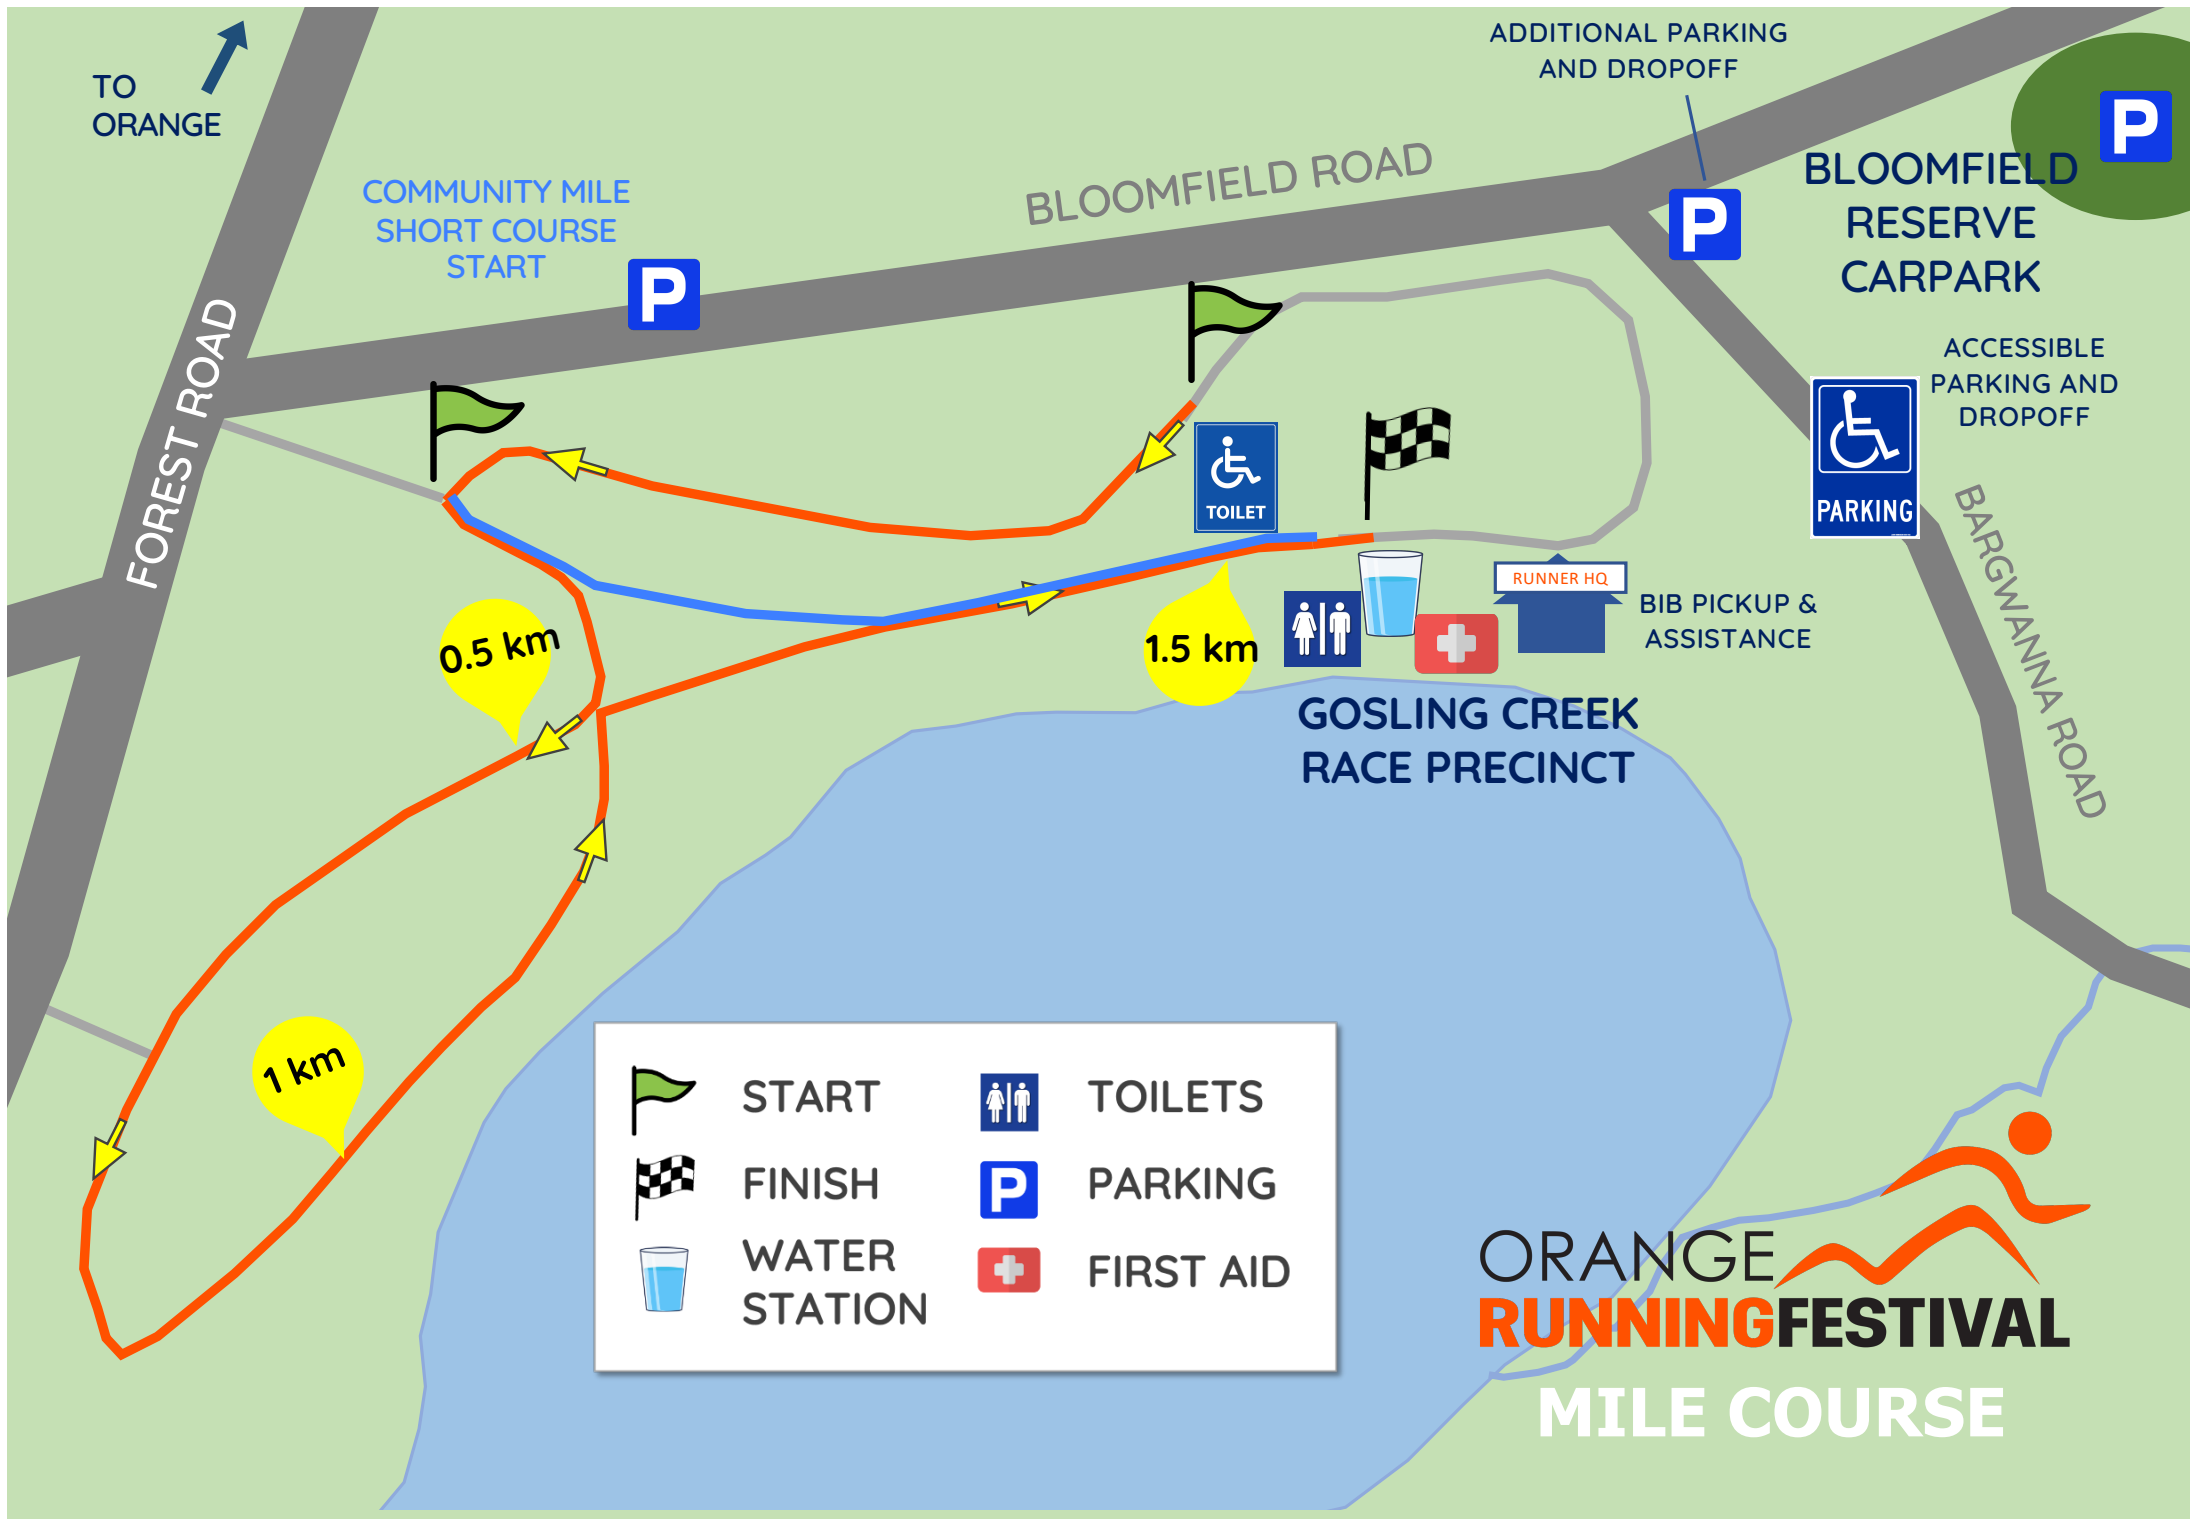 ADDITIONAL PARKING
AND DROPOFF
TO
ORANGE
BLOOMFIELD ROAD
BLOOMFIELD
RESERVE
CARPARK
P
COMMUNITY MILE
SHORT COURSE
START
P
P
FOREST ROAD
ACCESSIBLE
PARKING AND
DROPOFF
PARKING
TOILET
BARGWANNA ROAD
RUNNER HQ
BIB PICKUP &
ASSISTANCE
0.5 km
1.5 km
GOSLING CREEK
RACE PRECINCT
1 km
START
TOILETS
FINISH
P
PARKING
WATER
STATION
FIRST AID
ORANGE
RUNNINGFESTIVAL
MILE COURSE